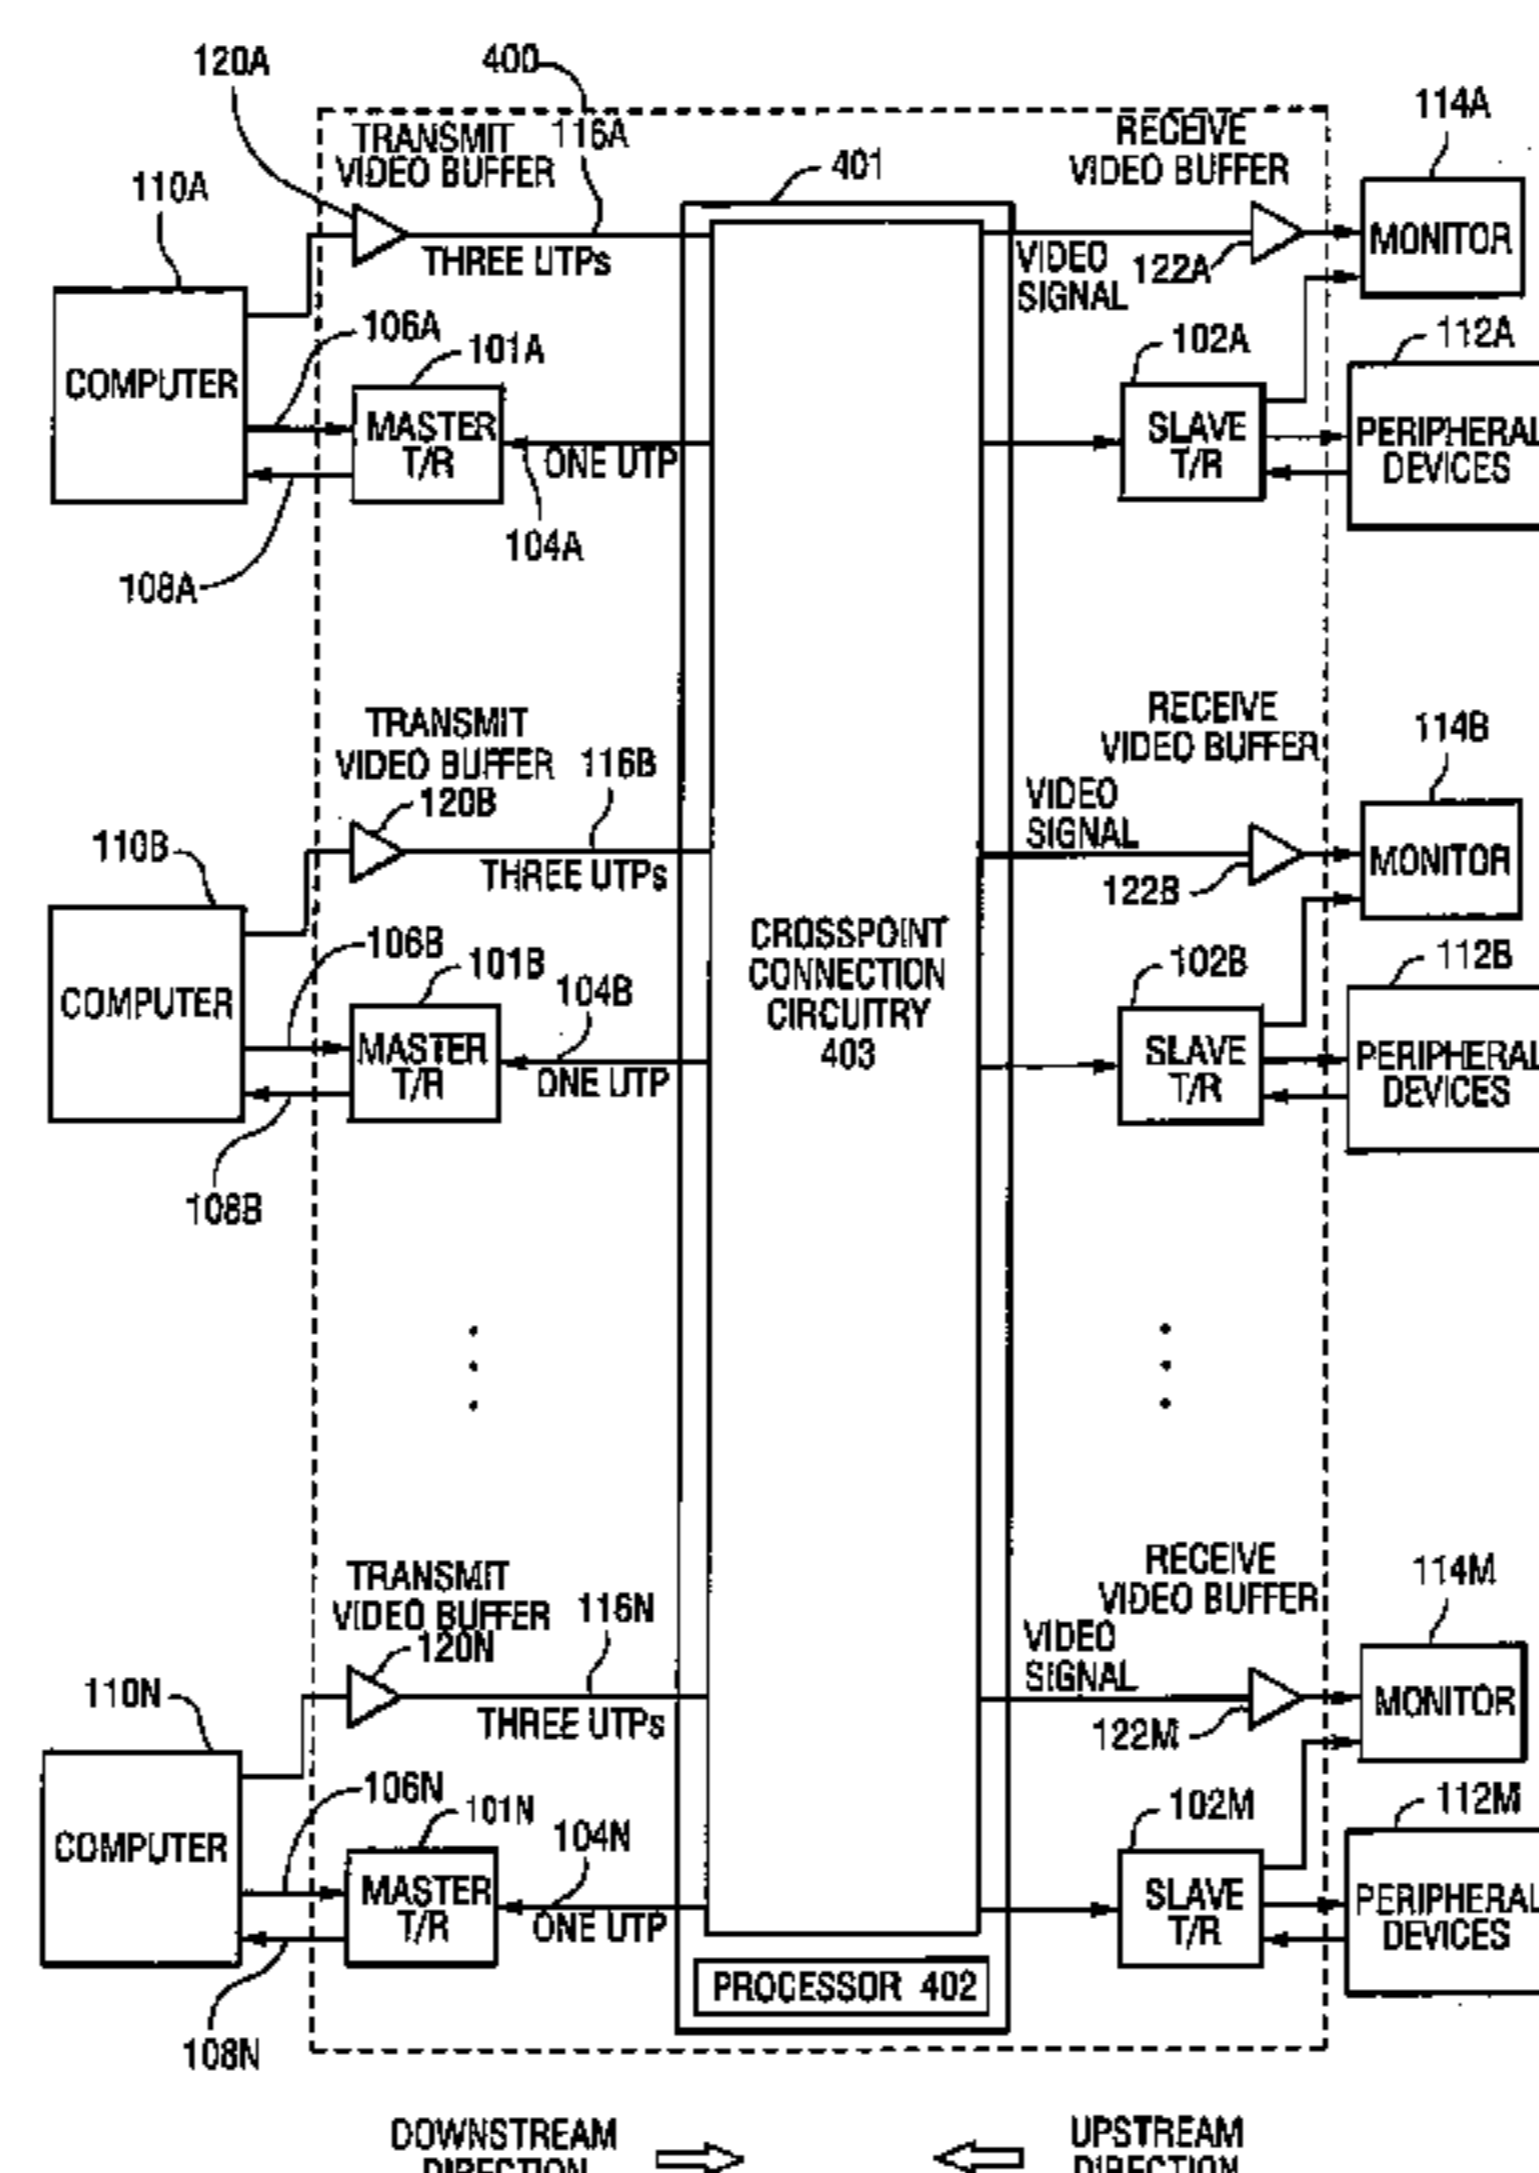 120A
400
114A
TRANSMIT
VIDEO BUFFER
116A
RECEIVE
VIDEO BUFFER
401
110A
THREE UTPs
VIDEO
SIGNAL
122A
MONITOR
106A
101A
102A
112A
COMPUTER
MASTER
T/R
ONE UTP
SLAVE
T/R
PERIPHERAL
DEVICES
104A
108A
TRANSMIT
VIDEO BUFFER
116B
120B
RECEIVE
VIDEO BUFFER
114B
VIDEO
SIGNAL
110B
THREE UTPs
122B
MONITOR
CROSSPOINT
CONNECTION
CIRCUITRY
403
106B
101B
104B
102B
112B
COMPUTER
MASTER
T/R
ONE UTP
SLAVE
T/R
PERIPHERAL
DEVICES
108B
TRANSMIT
VIDEO BUFFER
120N
116N
RECEIVE
VIDEO BUFFER
114M
VIDEO
SIGNAL
110N
THREE UTPs
122M
MONITOR
106N
101N
104N
102M
112M
COMPUTER
MASTER
T/R
ONE UTP
SLAVE
T/R
PERIPHERAL
DEVICES
PROCESSOR 402
108N
DOWNSTREAM
DIRECTION
UPSTREAM
DIRECTION